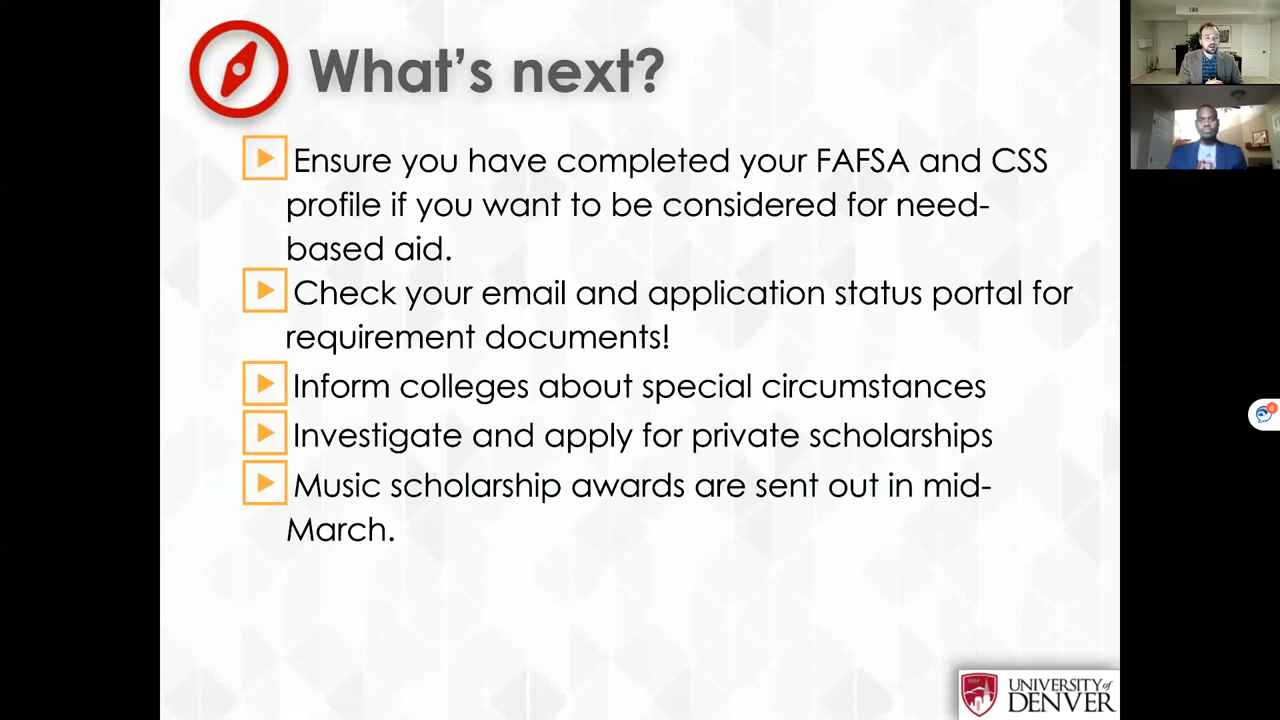 What's next?
Ensure you have completed your FAFSA and CSS
profile if you want to be considered for need-
based aid.
Check your email and application status portal for
requirement documents!
Inform colleges about special circumstances
Investigate and apply for private scholarships
Music scholarship awards are sent out in mid-
March.
4
UNIVERSITY of
DENVER